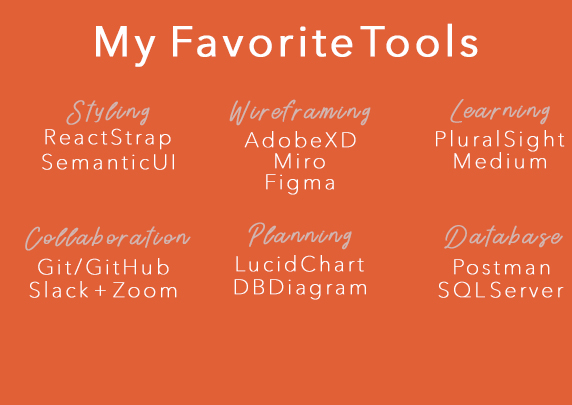 My Favorite Tools
Styling
ReactStrap
SemanticUI
Wireframing
AdobeXD
Miro
Figma
Learning
PluralSight
Medium
Collaboration
Git/GitHub
Slack + Zoom
Planning
LucidChart
DBDiagram
Database
Postman
SQLServer